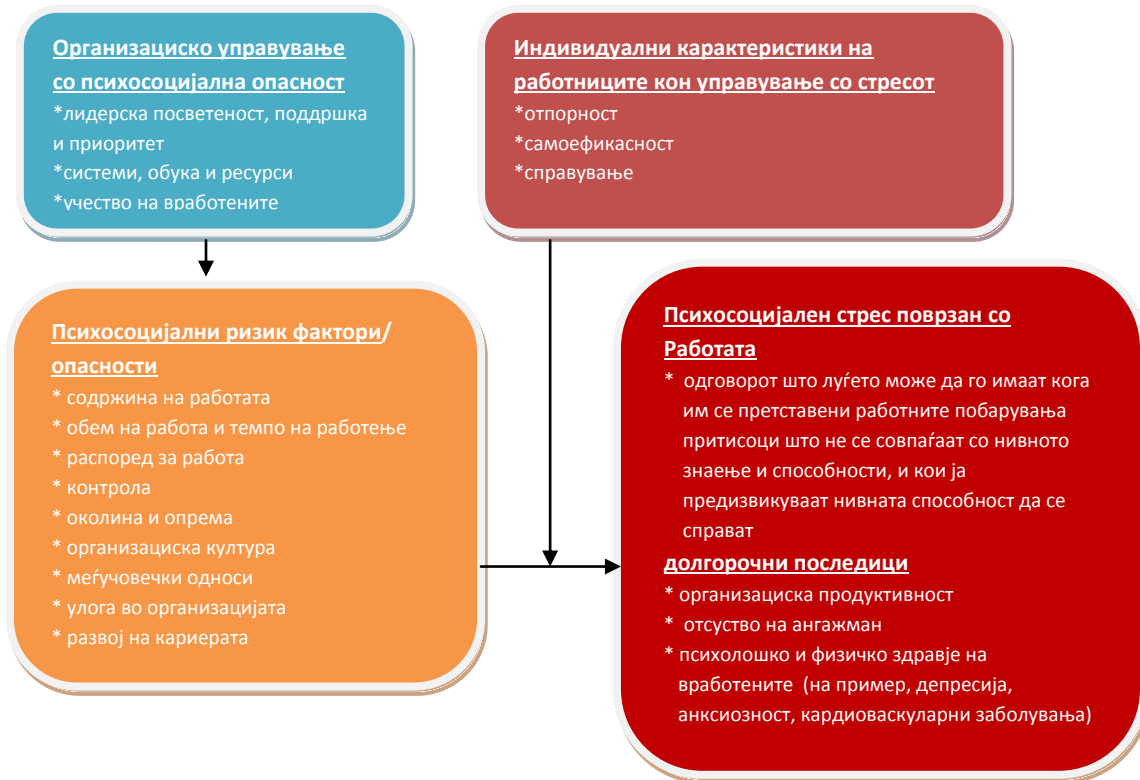 Организациско управување
со психосоцијална опасност
*лидерска посветеност, поддршка
и приоритет
*системи, обука и ресурси
*учество на вработените
Индивидуални карактеристики на
работниците кон управување со стресот
*отпорност
*самоефикасност
*справување
Психосоцијални ризик фактори/
опасности
* содржина на работата
* обем на работа и темпо на работење
* распоред за работа
* контрола
* околина и опрема
* организациска култура
* меѓучовечки односи
* улога во организацијата
* развој на кариерата
Психосоцијален стрес поврзан со
Работата
* одговорот што луѓето може да го имаат кога
им се претставени работните побарувања
притисоци што не се совпаѓаат со нивното
знаење и способности, и кои ја
предизвикуваат нивната способност да се
справат
долгорочни последици
* организациска продуктивност
* отсуство на ангажман
* психолошко и физичко здравје на
вработените (на пример, депресија,
анксиозност, кардиоваскуларни заболувања)